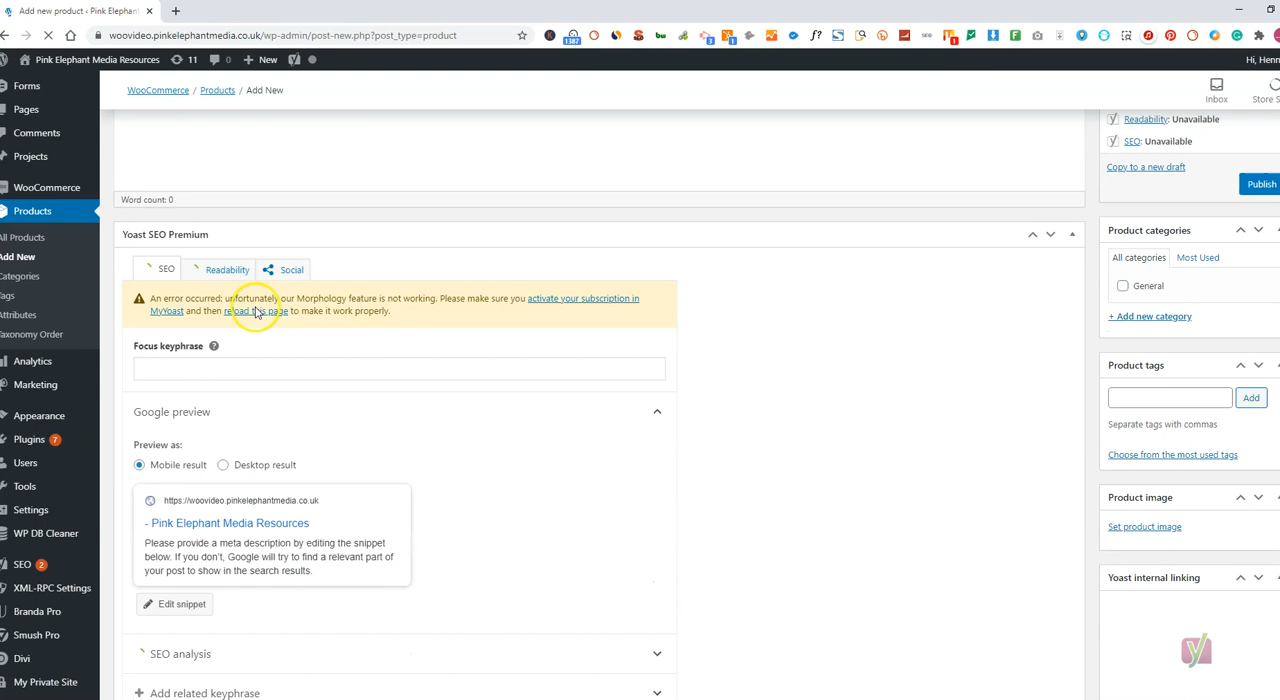 Add new product ‹ Pink Elephant
woovideo.pinkelephantmedia.co.uk/wp-admin/post-new.php?post_type=product
1387
bw
3
1
f?
SEO
1
Pink Elephant Media Resources
11
0
New
Hi, Henn
Forms
Pages
Comments
Projects
WooCommerce
Products
All Products
Add New
Categories
Tags
Attributes
Taxonomy Order
Analytics
Marketing
Appearance
Plugins 7
Users
Tools
Settings
WP DB Cleaner
SEO 2
XML-RPC Settings
Branda Pro
Smush Pro
Divi
My Private Site
WooCommerce / Products / Add New
Inbox
Store S
Word count: 0
Yoast SEO Premium
SEO
Readability
Social
An error occurred: unfortunately our Morphology feature is not working. Please make sure you activate your subscription in
MyYoast and then reload this page to make it work properly.
Focus keyphrase
Google preview
Preview as:
Mobile result
Desktop result
https://woovideo.pinkelephantmedia.co.uk
- Pink Elephant Media Resources
Please provide a meta description by editing the snippet
below. If you don't, Google will try to find a relevant part of
your post to show in the search results.
Edit snippet
SEO analysis
Add related keyphrase
Readability: Unavailable
SEO: Unavailable
Copy to a new draft
Publish
Product categories
All categories
Most Used
General
+ Add new category
Product tags
Add
Separate tags with commas
Choose from the most used tags
Product image
Set product image
Yoast internal linking